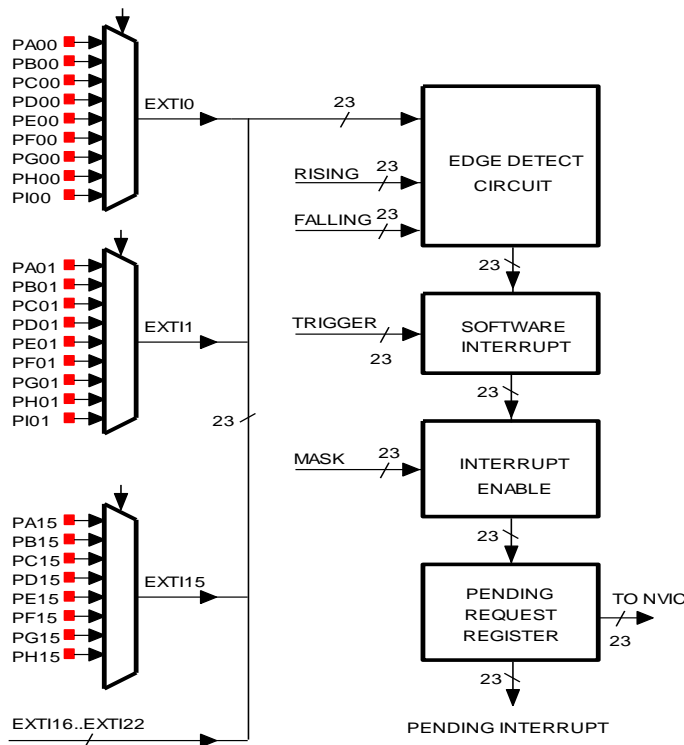 PA00
PB00
PC00
PD00
PE00
PF00
PG00
PH00
PI00
EXTI0
PA01
PB01
PC01
PD01
PE01
PF01
PG01
PH01
PI01
EXTI1
23
PA15
PB15
PC15
PD15
PE15
PF15
PG15
PH15
EXTI15
EXTI16..EXTI22
23
RISING
23
FALLING
23
EDGE DETECT
CIRCUIT
23
TRIGGER
23
SOFTWARE
INTERRUPT
23
MASK
23
INTERRUPT
ENABLE
23
PENDING
REQUEST
REGISTER
TO NVIC
23
23
PENDING INTERRUPT